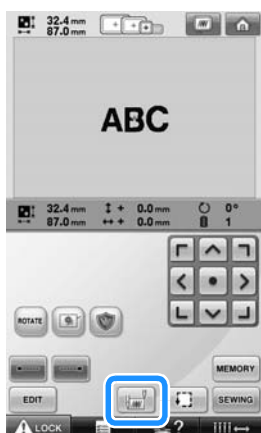 32.4 mm
87.0 mm
ABC
32.4 mm + 0.0 mm 0°
87.0 mm + 0.0 mm 1
ROTATE
MEMORY
EDIT
SEWING
LOCK ?